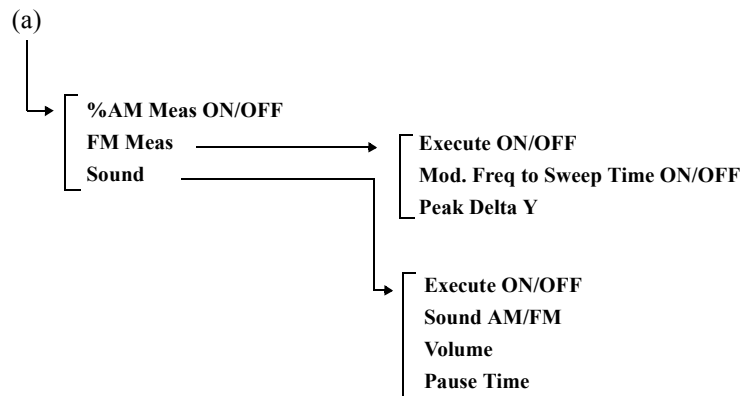 (a)
%AM Meas ON/OFF
FM Meas
Sound
Execute ON/OFF
Mod. Freq to Sweep Time ON/OFF
Peak Delta Y
Execute ON/OFF
Sound AM/FM
Volume
Pause Time